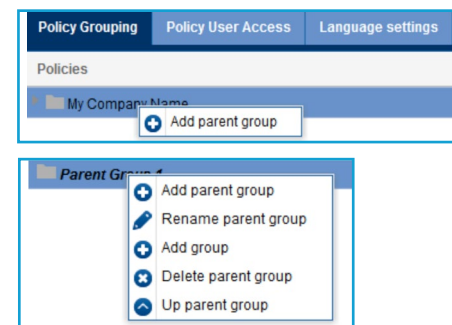 Policy Grouping Policy User Access Language settings
Policies
My Company Name
Add parent group
Parent Group 1
Add parent group
Rename parent group
Add group
Delete parent group
Up parent group